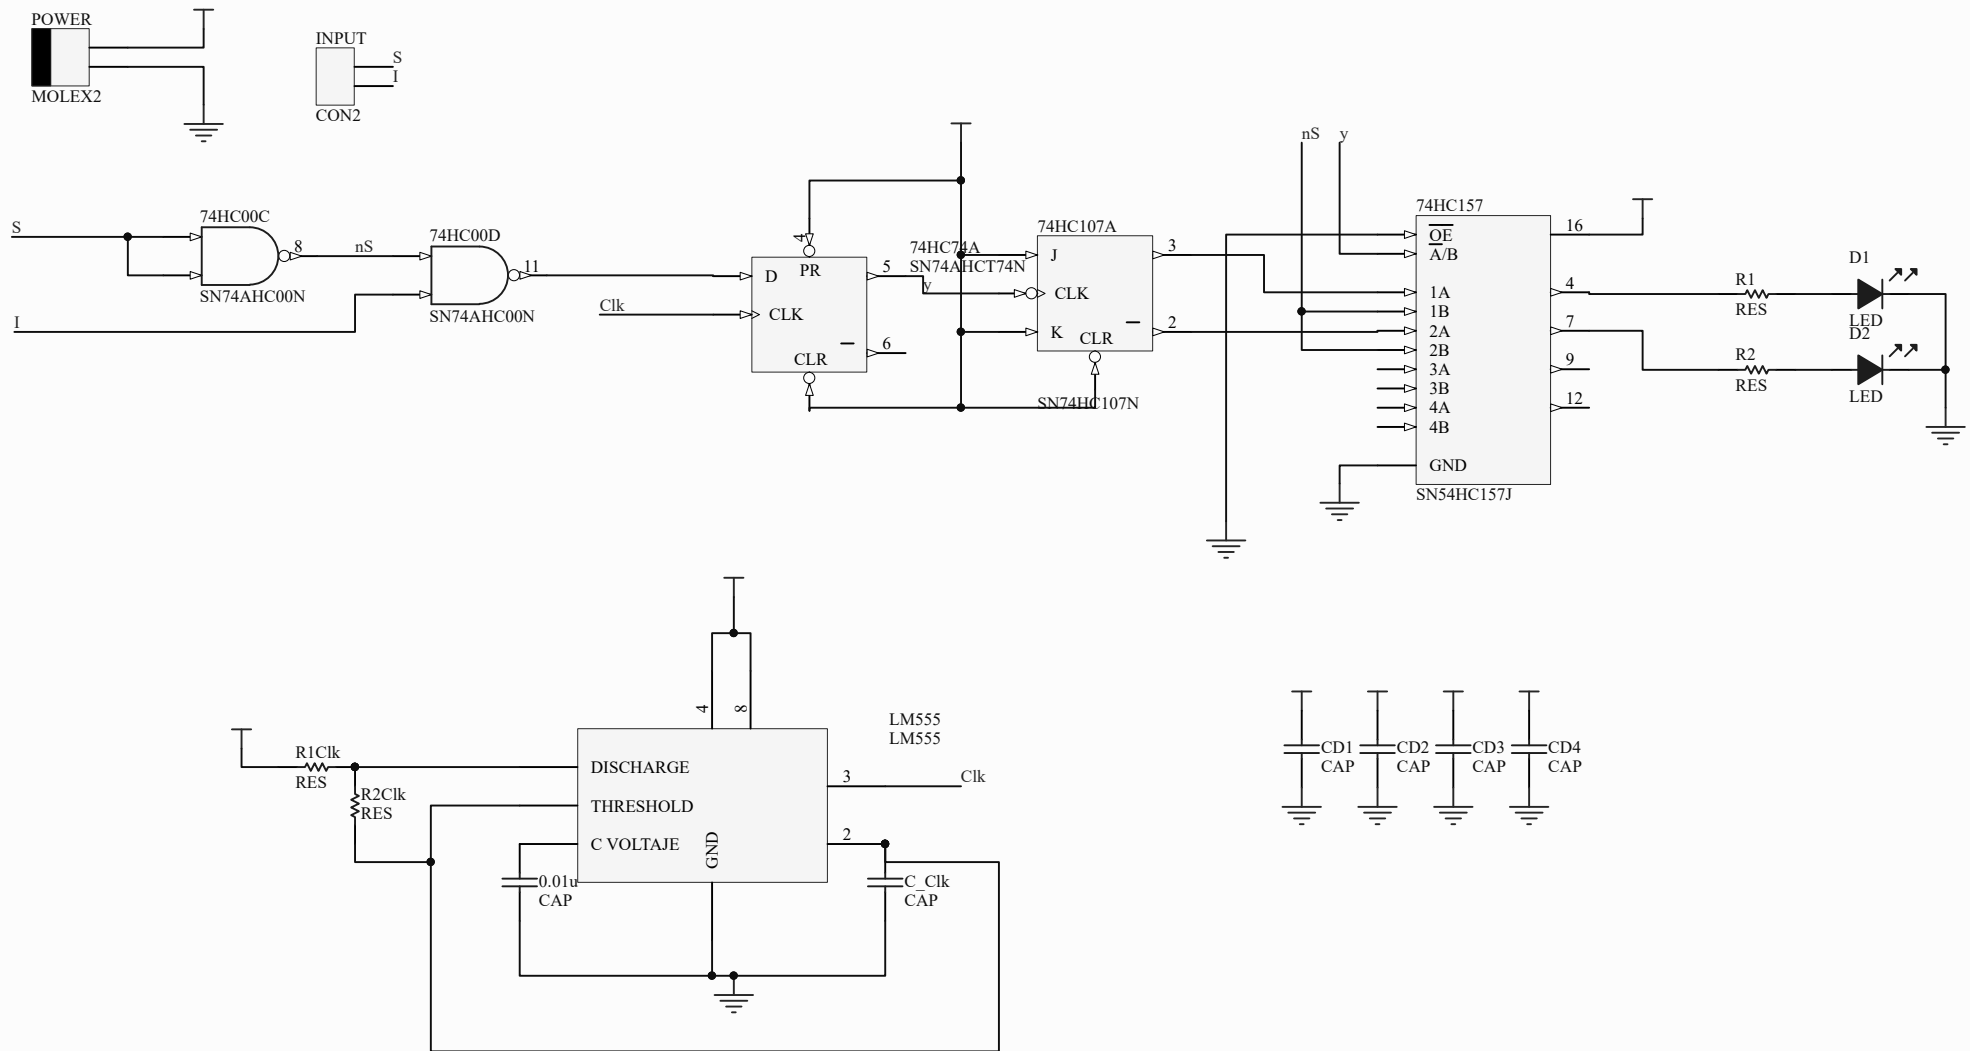 POWER
MOLEX2
INPUT
S
I
CON2
nS y
S
74HC00C
8
nS
SN74AHC00N
74HC00D
11
SN74AHC00N
I
Clk
4
PR
D
CLK
CLR
5
6
y
74HC74A
SN74AHCT74N
74HC107A
J
CLK
K
CLR
3
2
SN74HC107N
74HC157
OE
A/B
1A
1B
2A
2B
3A
3B
4A
4B
GND
16
4
7
9
12
SN54HC157J
R1
RES
R2
RES
D1
LED
D2
LED
4
8
LM555
LM555
R1Clk
RES
R2Clk
RES
DISCHARGE
THRESHOLD
C VOLTAJE
GND
3
Clk
2
0.01u
CAP
C_Clk
CAP
CD1
CAP
CD2
CAP
CD3
CAP
CD4
CAP